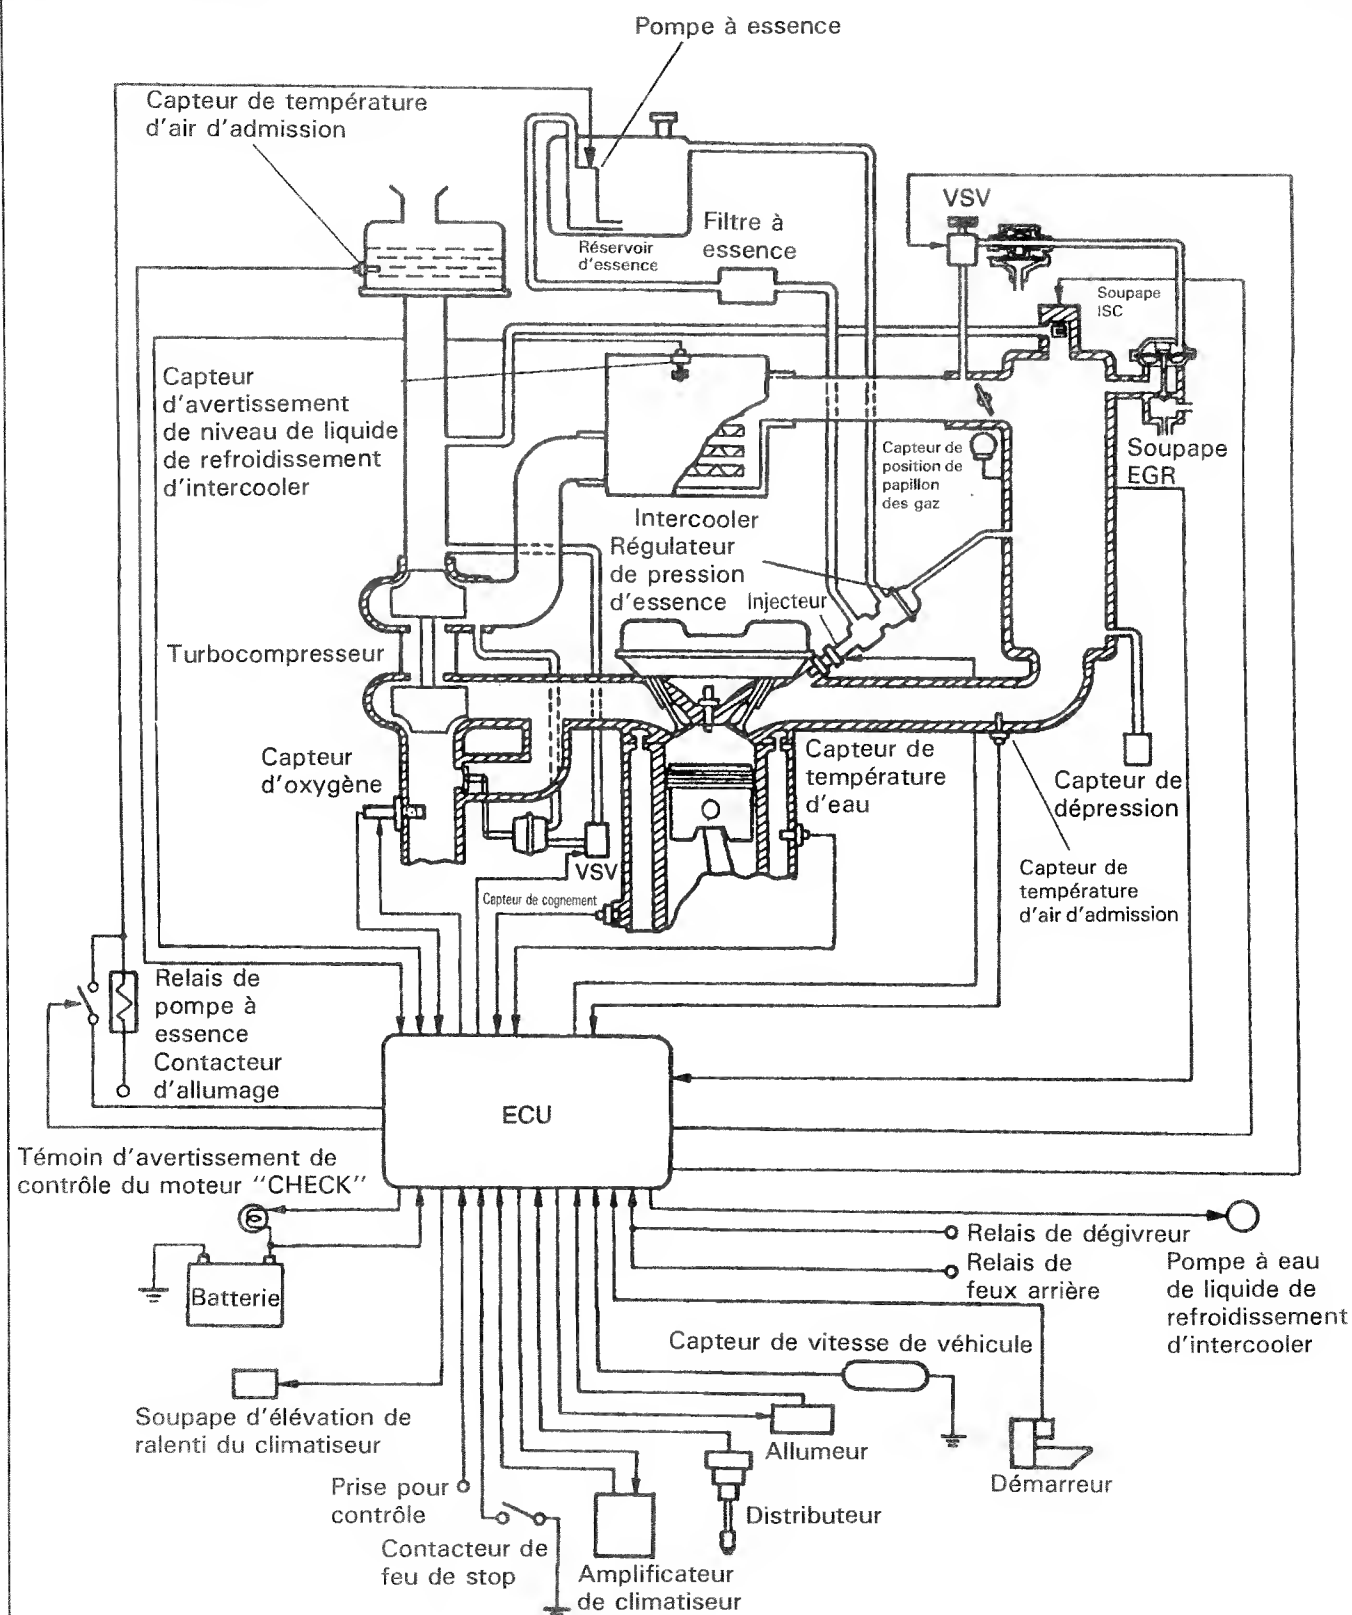 Pompe à essence
Capteur de température
d'air d'admission
VSV
Filtre à
essence
Réservoir
d'essence
Soupape
ISC
Capteur
d'avertissement
de niveau de liquide
de refroidissement
d'intercooler
Capteur de
position de
papillon
des gaz
Soupape
EGR
Intercooler
Régulateur
de pression
d'essence
Injecteur
Turbocompresseur
Capteur
d'oxygène
Capteur de
température
d'eau
Capteur de
dépression
VSV
Capteur de cognement
Capteur de
température
d'air d'admission
Relais de
pompe à
essence
Contacteur
d'allumage
ECU
Témoin d'avertissement de
contrôle du moteur "CHECK"
Batterie
Relais de dégivreur
Relais de
feux arrière
Pompe à eau
de liquide de
refroidissement
d'intercooler
Capteur de vitesse de véhicule
Soupape d'élévation de
ralenti du climatiseur
Allumeur
Démarreur
Prise pour
contrôle
Distributeur
Contacteur de
feu de stop
Amplificateur
de climatiseur